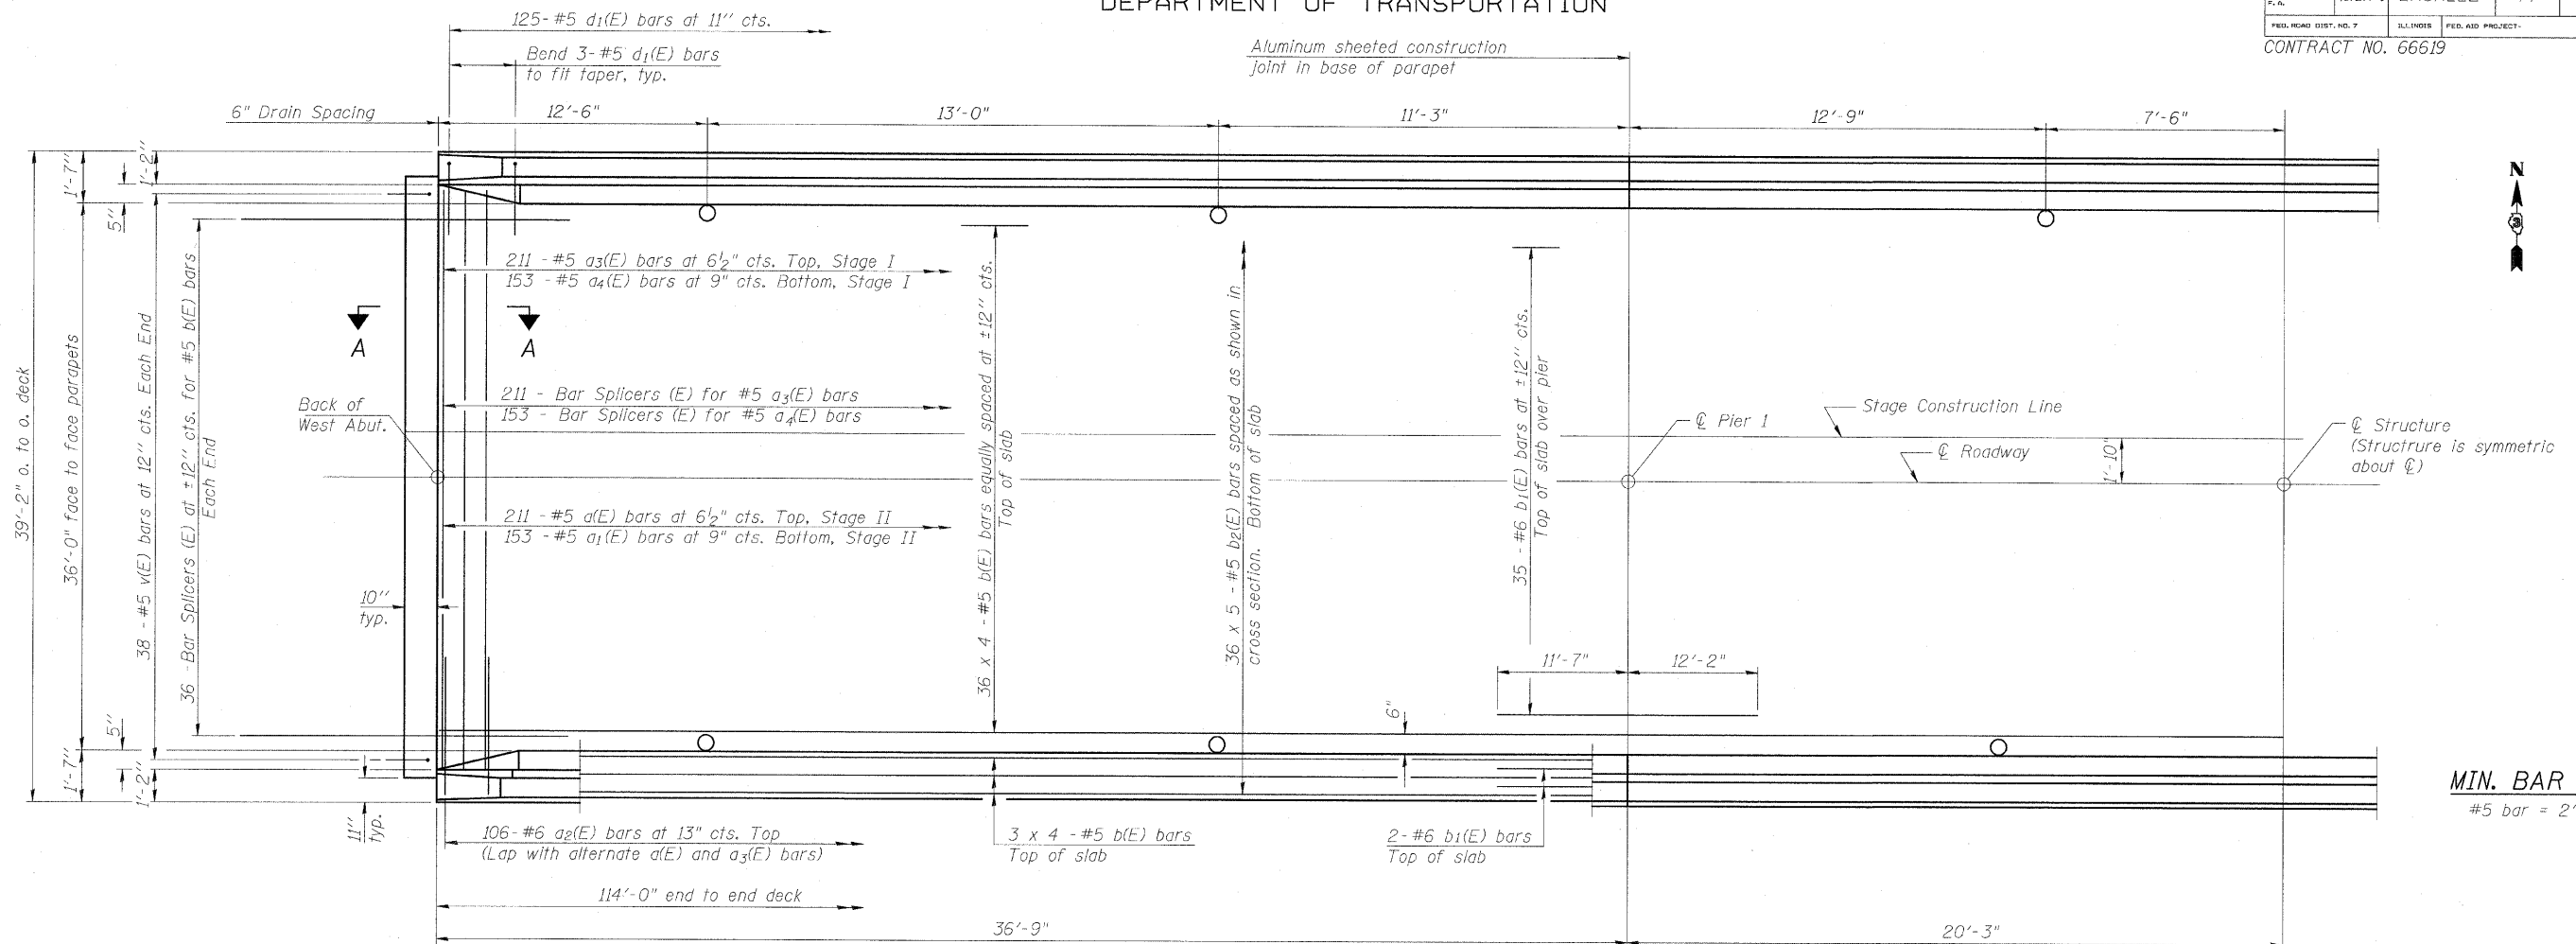 DEPARTMENT OF TRANSPORTATION
FED. ROAD DIST. NO. 7
ILLINOIS
FED. AID PROJECT-
CONTRACT NO. 66619
125-#5 d1(E) bars at 11" cts.
Bend 3-#5 d1(E) bars
to fit taper, typ.
Aluminum sheeted construction
joint in base of parapet
6" Drain Spacing
12'-6"
13'-0"
11'-3"
12'-9"
7'-6"
1'-7"
1'-2"
5"
N
211 -#5 a3(E) bars at 6½" cts. Top, Stage I
153 -#5 a4(E) bars at 9" cts. Bottom, Stage I
A
A
39'-2" o. to o. deck
36'-0" face to face parapets
38 -#5 v(E) bars at 12" cts. Each End
36 -Bar Splicers (E) at ±12" cts. for #5 b(E) bars
Each End
Back of
West Abut.
211 - Bar Splicers (E) for #5 a3(E) bars
153 - Bar Splicers (E) for #5 a4(E) bars
36 x 4 -#5 b(E) bars equally spaced at ±12" cts.
Top of slab
36 x 5 -#5 b2(E) bars spaced as shown in
cross section. Bottom of slab
35 -#6 b1(E) bars at ±12" cts.
Top of slab over pier
℄ Pier 1
Stage Construction Line
℄ Roadway
1'-10"
℄ Structure
(Structrure is symmetric
about ℄)
211 -#5 a(E) bars at 6½" cts. Top, Stage II
153 -#5 a1(E) bars at 9" cts. Bottom, Stage II
10"
typ.
11'-7"
12'-2"
6"
5"
1'-7"
1'-2"
11"
typ.
MIN. BAR
#5 bar = 2'
106-#6 a2(E) bars at 13" cts. Top
(Lap with alternate a(E) and a3(E) bars)
3 x 4 -#5 b(E) bars
Top of slab
2-#6 b1(E) bars
Top of slab
114'-0" end to end deck
36'-9"
20'-3"